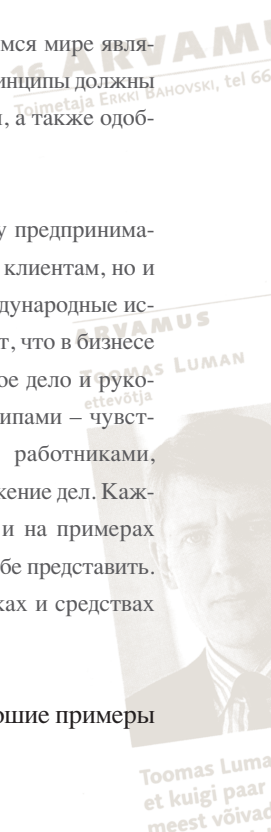 мся мире явля-
инципы должны
, а также одоб-
у предпринима-
клиентам, но и
дународные ис-
т, что в бизнесе
ое дело и руко-
ипами – чувст-
работниками,
жение дел. Каж-
и на примерах
бе представить.
ках и средствах
ошие примеры
16 ARVAMUS
Toimetaja ERKKI BAHOVSKI, tel 66
ARVAMUS
TOOMAS LUMAN
ettevõtja
Toomas Luma
et kuigi paar
meest võivad